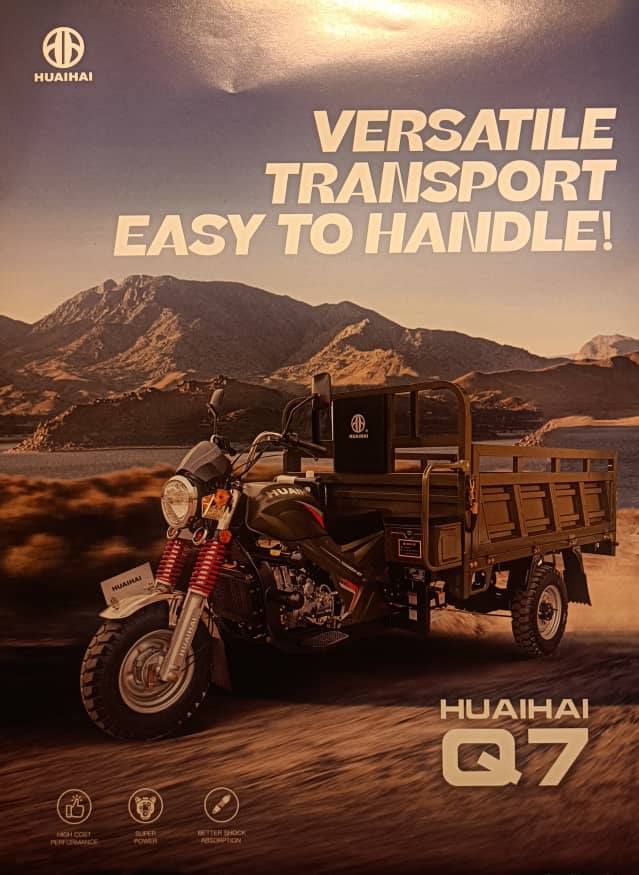 HUAIHAI
VERSATILE
TRANSPORT
EASY TO HANDLE!
HUAIHAI
HUAIHAI
HUAIHAI
Q7
HIGH COST
PERFORMANCE
SUPER
POWER
BETTER SHOCK
ABSORPTION